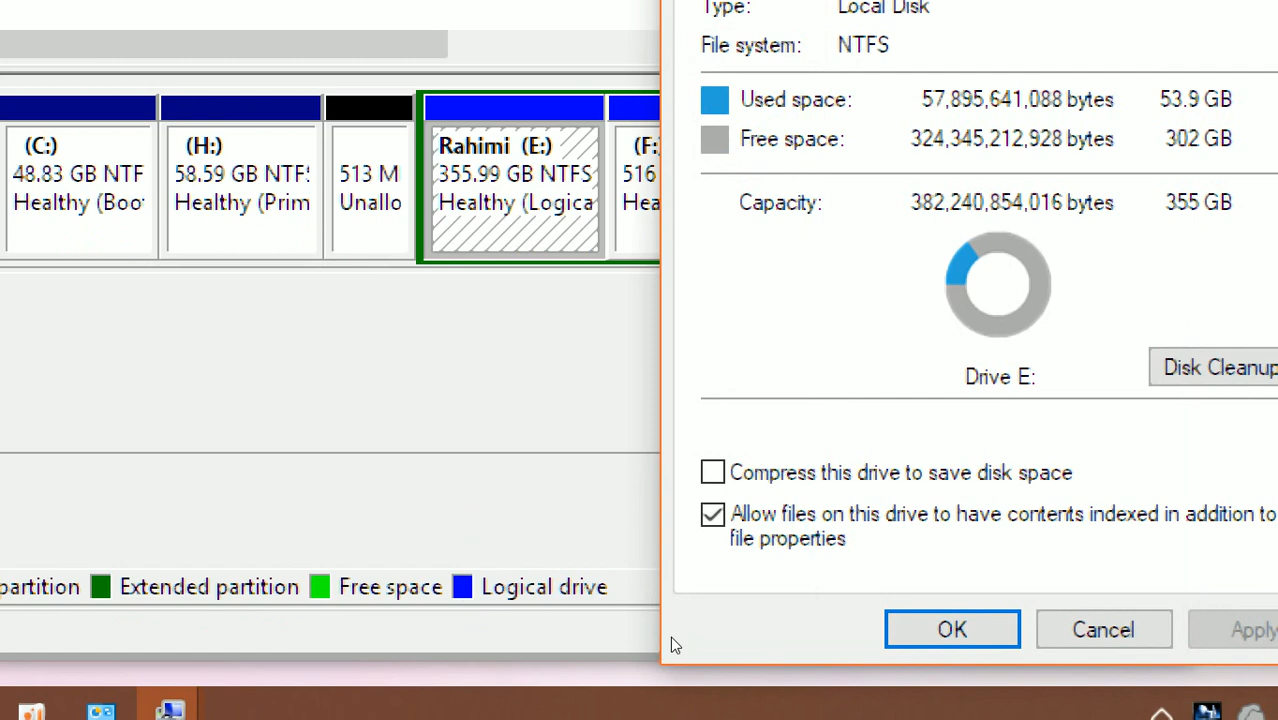 Type: Local Disk
File system: NTFS
Used space: 57,895,641,088 bytes 53.9 GB
Free space: 324,345,212,928 bytes 302 GB
Capacity: 382,240,854,016 bytes 355 GB
Drive E:
Disk Cleanup
Compress this drive to save disk space
Allow files on this drive to have contents indexed in addition to
file properties
OK Cancel Apply
(C:)
48.83 GB NTF
Healthy (Boo
(H:)
58.59 GB NTF
Healthy (Prim
513 M
Unallo
Rahimi (E:)
355.99 GB NTFS
Healthy (Logica
(F:
516
Hea
partition Extended partition Free space Logical drive